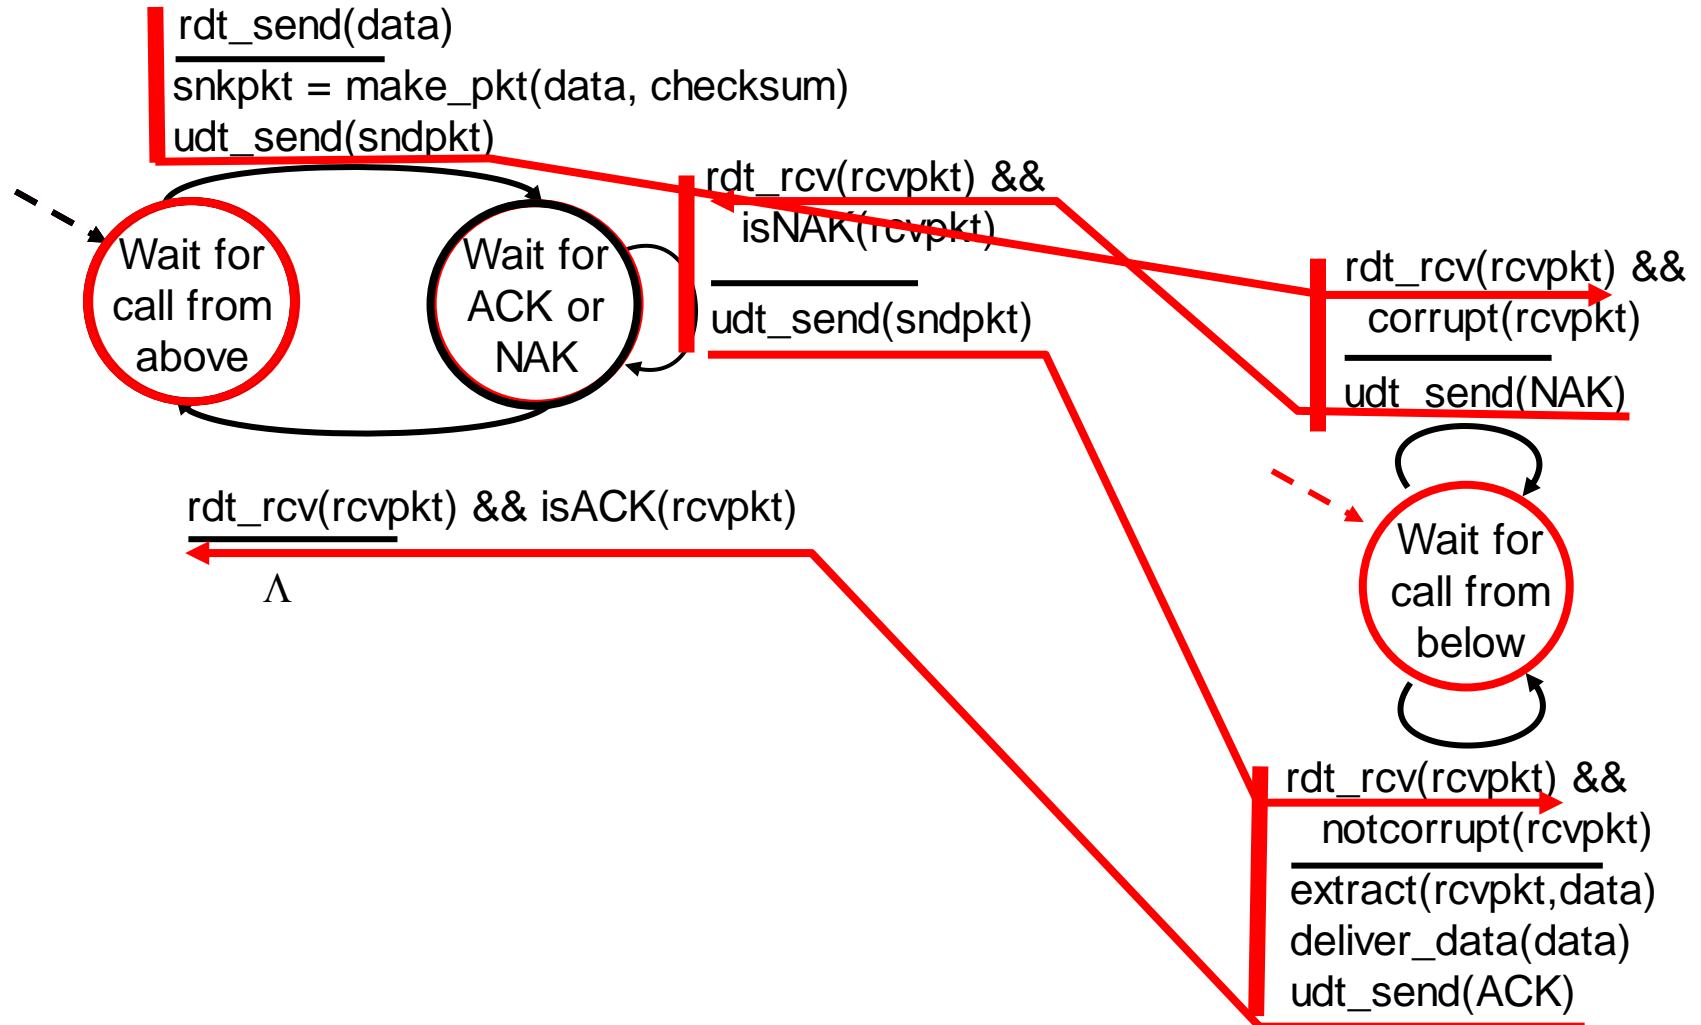 rdt_send(data)
snkpkt = make_pkt(data, checksum)
udt_send(sndpkt)
rdt_rcv(rcvpkt) &&
isNAK(rcvpkt)
udt_send(sndpkt)
Wait for
call from
above
Wait for
ACK or
NAK
rdt_rcv(rcvpkt) && isACK(rcvpkt)
Λ
rdt_rcv(rcvpkt) &&
corrupt(rcvpkt)
udt_send(NAK)
Wait for
call from
below
rdt_rcv(rcvpkt) &&
notcorrupt(rcvpkt)
extract(rcvpkt,data)
deliver_data(data)
udt_send(ACK)